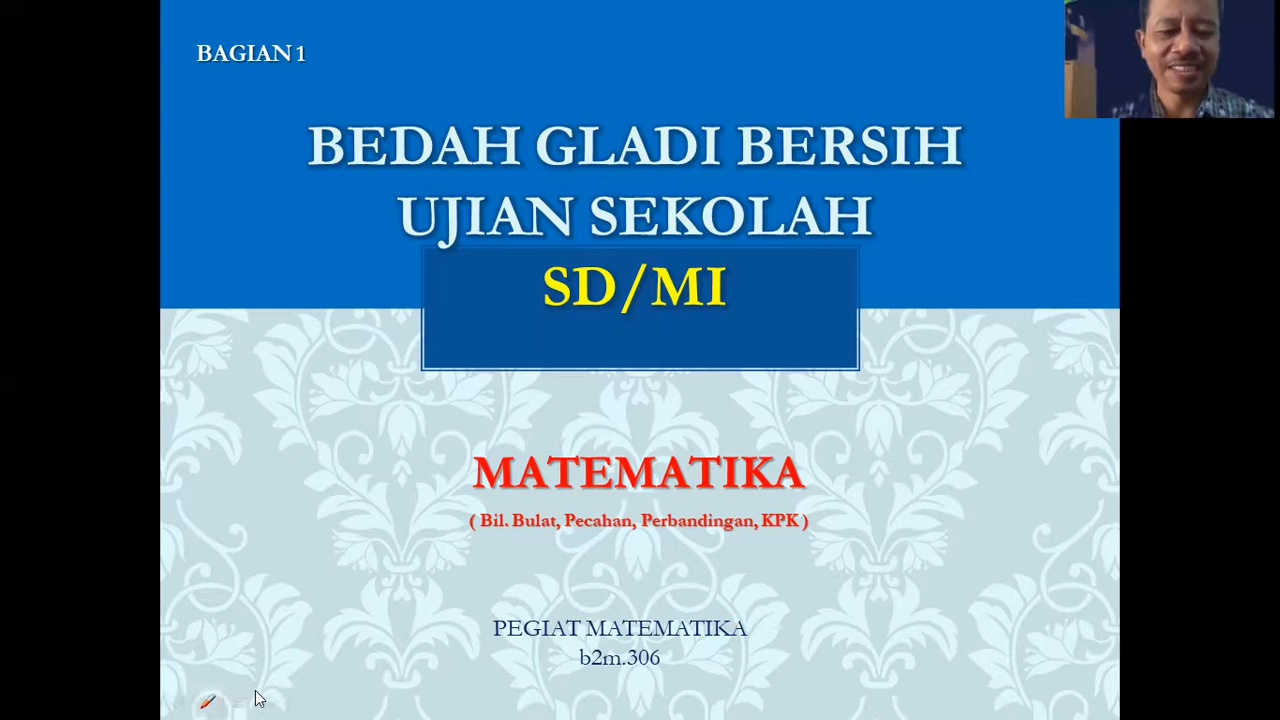 BAGIAN 1
BEDAH GLADI BERSIH
UJIAN SEKOLAH
SD/MI
MATEMATIKA
( Bil. Bulat, Pecahan, Perbandingan, KPK )
PEGIAT MATEMATIKA
b2m.306